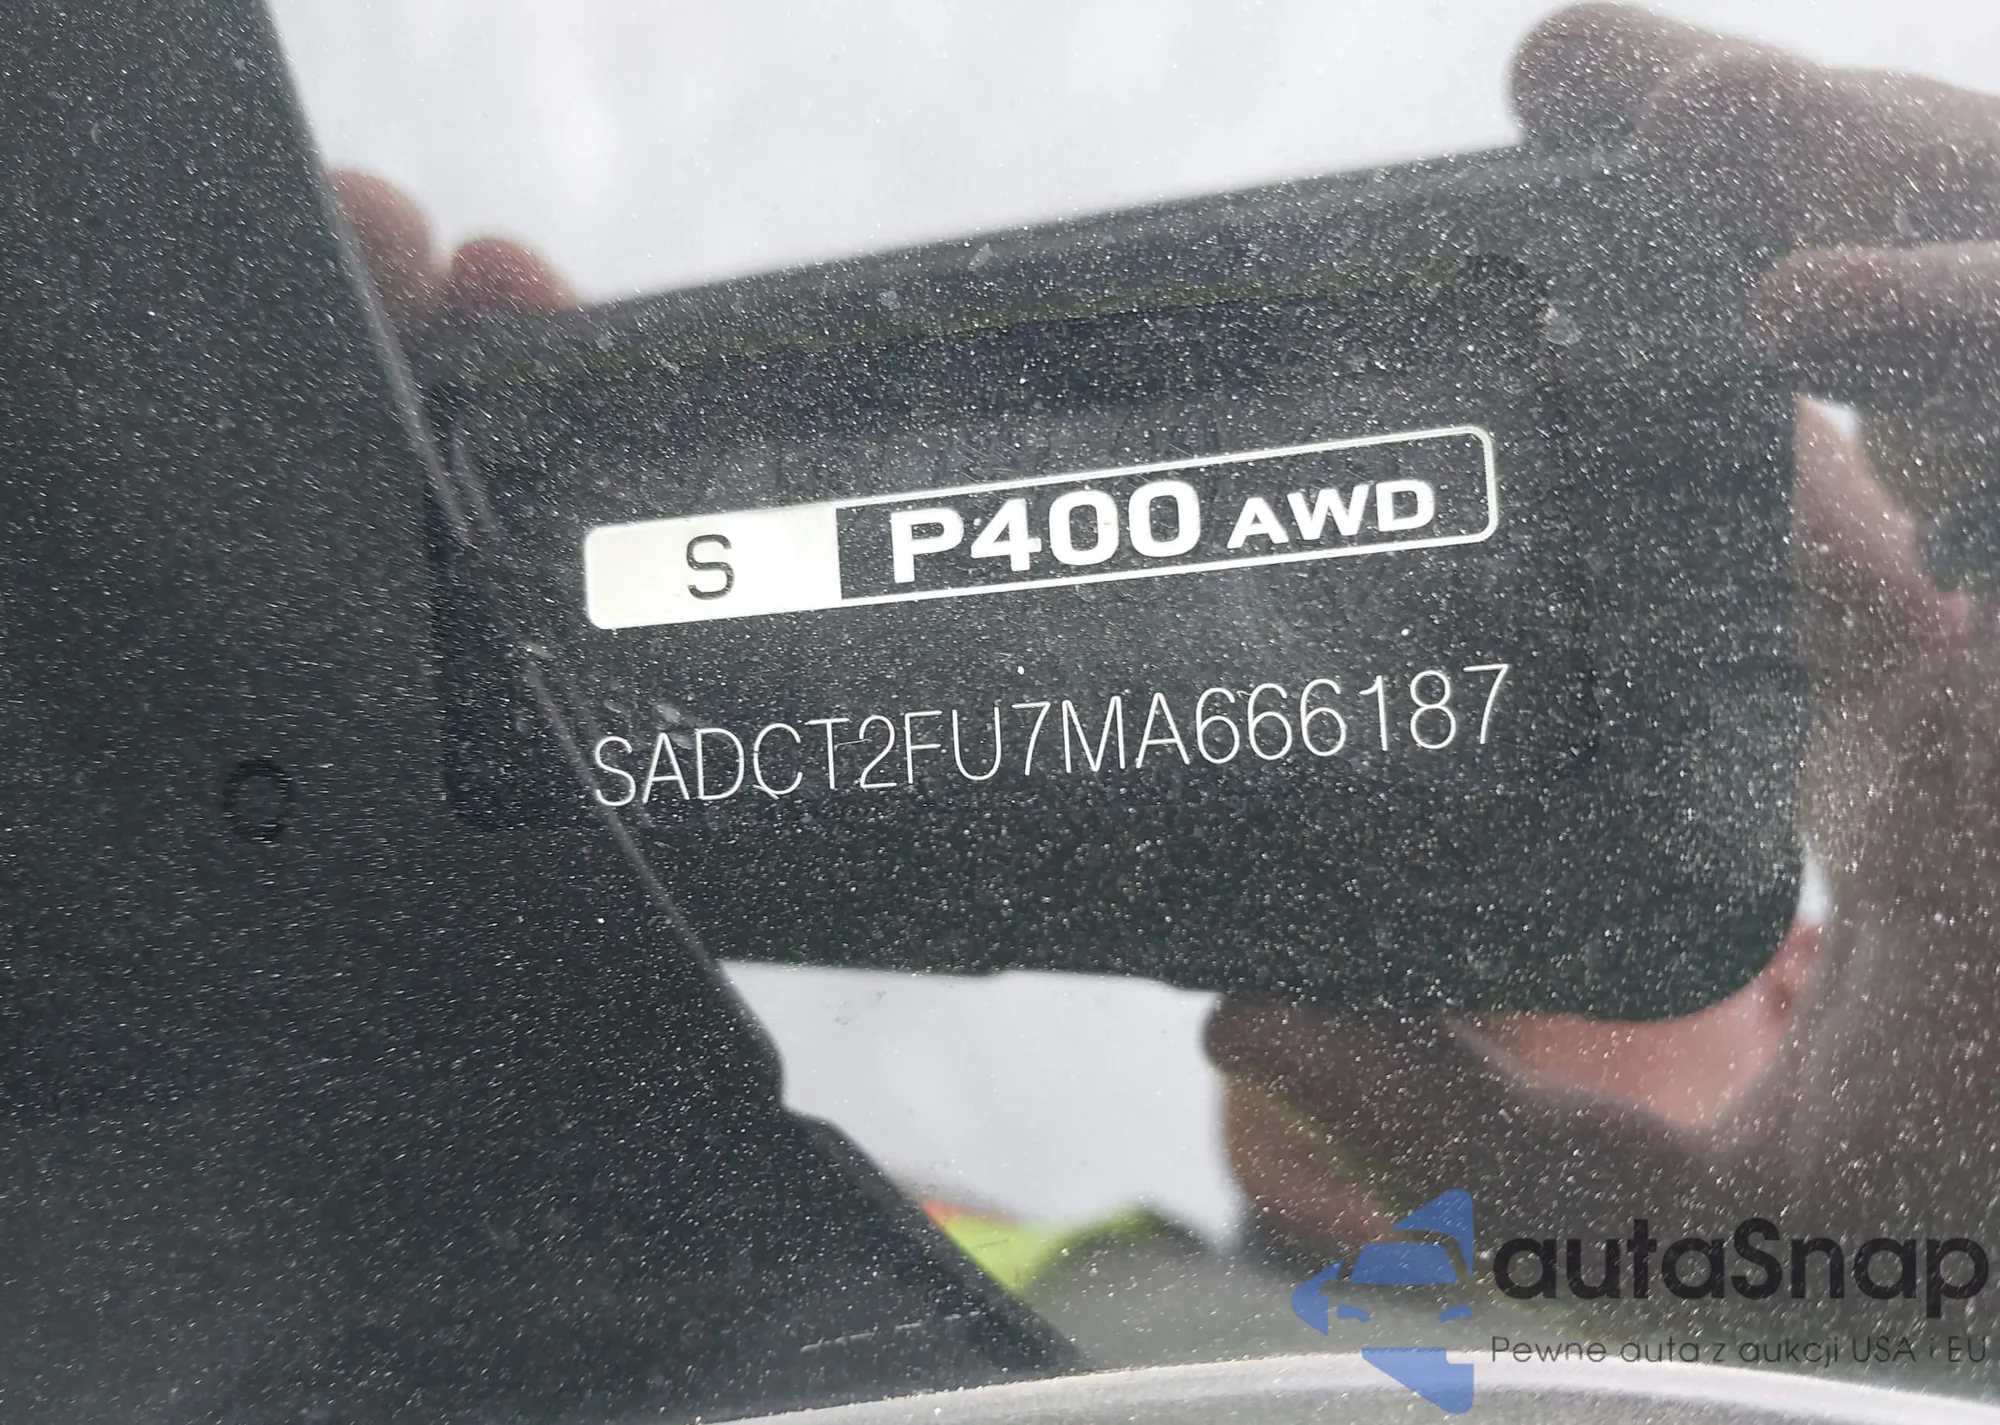 S P400 AWD
SADCT2FU7MA666187
autaSnap
Pewne auta z aukcji USA i EU